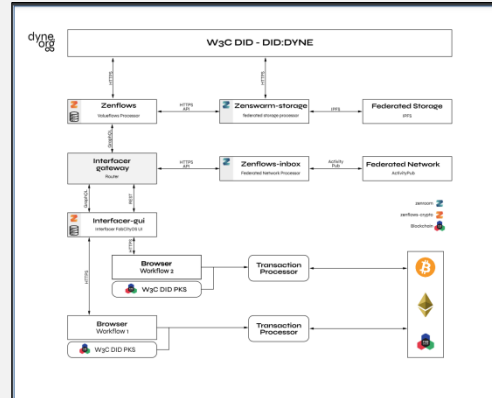 dyne
.org
W3C DID - DID:DYNE
HTTPS
HTTPS
Zenflows
Valueflows Processor
HTTPS
API
Zenswarm-storage
Federated storage processor
IPFS
Federated Storage
IPFS
GraphQL
Interfacer
gateway
Router
HTTPS
API
Zenflows-inbox
Federated Network Processor
Activity
Pub
Federated Network
ActivityPub
GraphQL
REST
zenroom
zenflows-crypto
Blockchain
Interfacer-gui
Interfacer FabCityOS UI
HTTPS
HTTPS
Browser
Workflow 2
W3C DID PKS
Transaction
Processor
Browser
Workflow 1
W3C DID PKS
Transaction
Processor